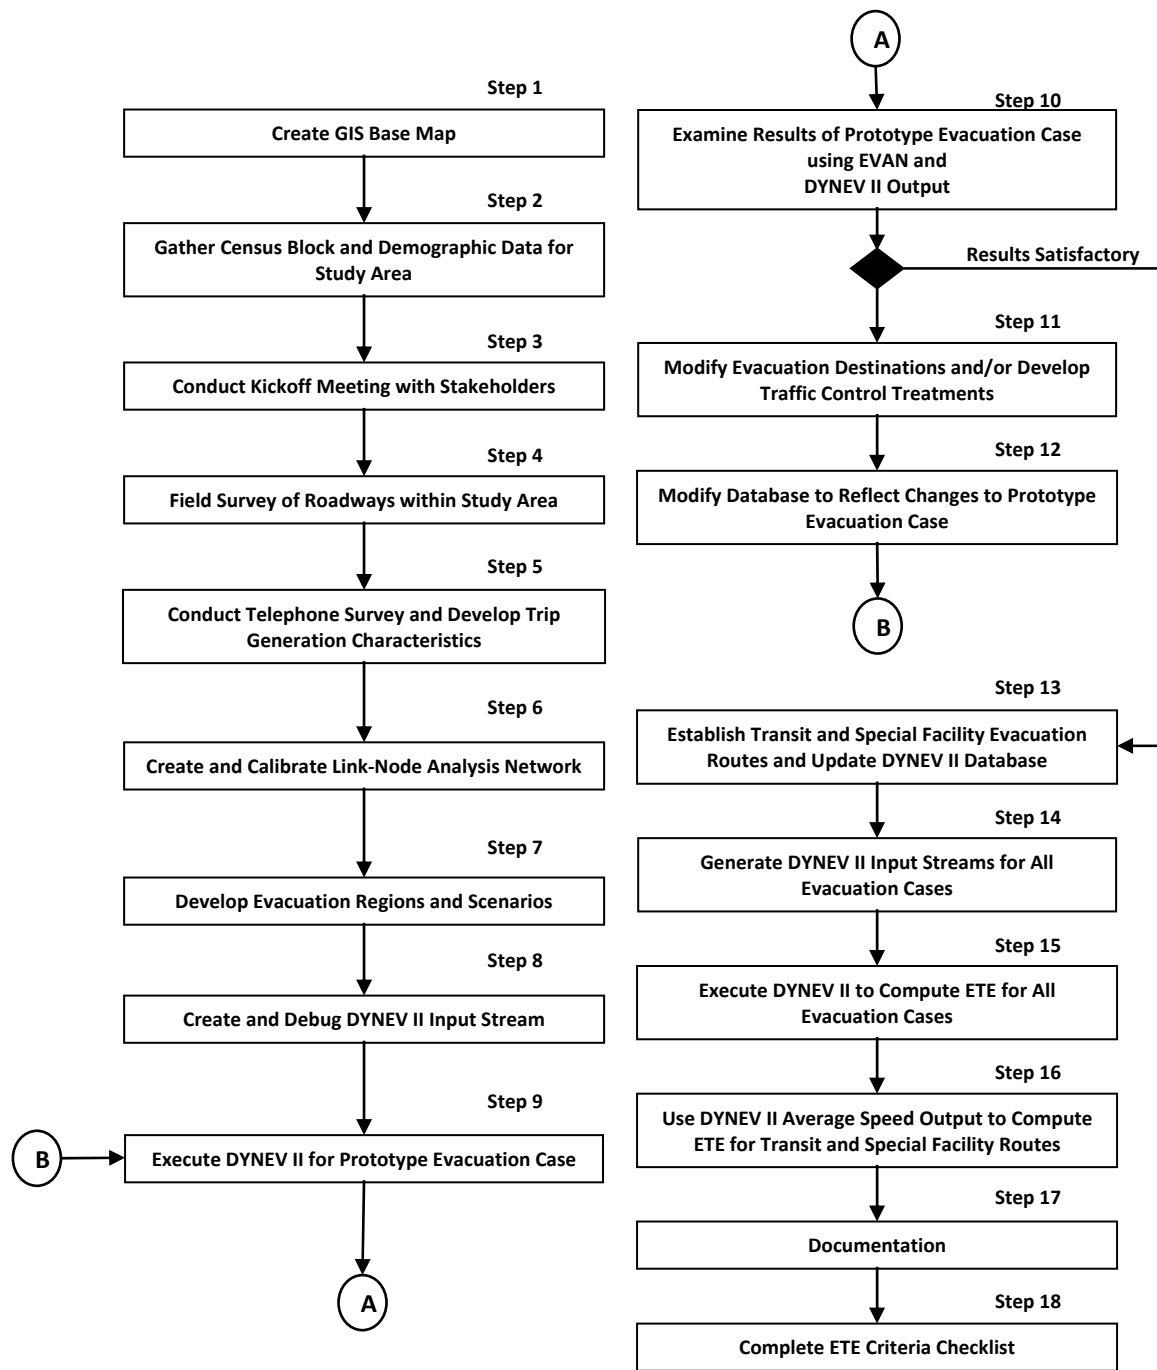 Step 1
Create GIS Base Map
Step 2
Gather Census Block and Demographic Data for
Study Area
Step 3
Conduct Kickoff Meeting with Stakeholders
Step 4
Field Survey of Roadways within Study Area
Step 5
Conduct Telephone Survey and Develop Trip
Generation Characteristics
Step 6
Create and Calibrate Link-Node Analysis Network
Step 7
Develop Evacuation Regions and Scenarios
Step 8
Create and Debug DYNEV II Input Stream
Step 9
B
Execute DYNEV II for Prototype Evacuation Case
A
A
Step 10
Examine Results of Prototype Evacuation Case
using EVAN and
DYNEV II Output
Results Satisfactory
Step 11
Modify Evacuation Destinations and/or Develop
Traffic Control Treatments
Step 12
Modify Database to Reflect Changes to Prototype
Evacuation Case
B
Step 13
Establish Transit and Special Facility Evacuation
Routes and Update DYNEV II Database
Step 14
Generate DYNEV II Input Streams for All
Evacuation Cases
Step 15
Execute DYNEV II to Compute ETE for All
Evacuation Cases
Step 16
Use DYNEV II Average Speed Output to Compute
ETE for Transit and Special Facility Routes
Step 17
Documentation
Step 18
Complete ETE Criteria Checklist